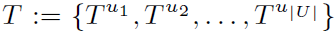 T := {T^{u_1}, T^{u_2}, . . . , T^{u_{|U|}}}